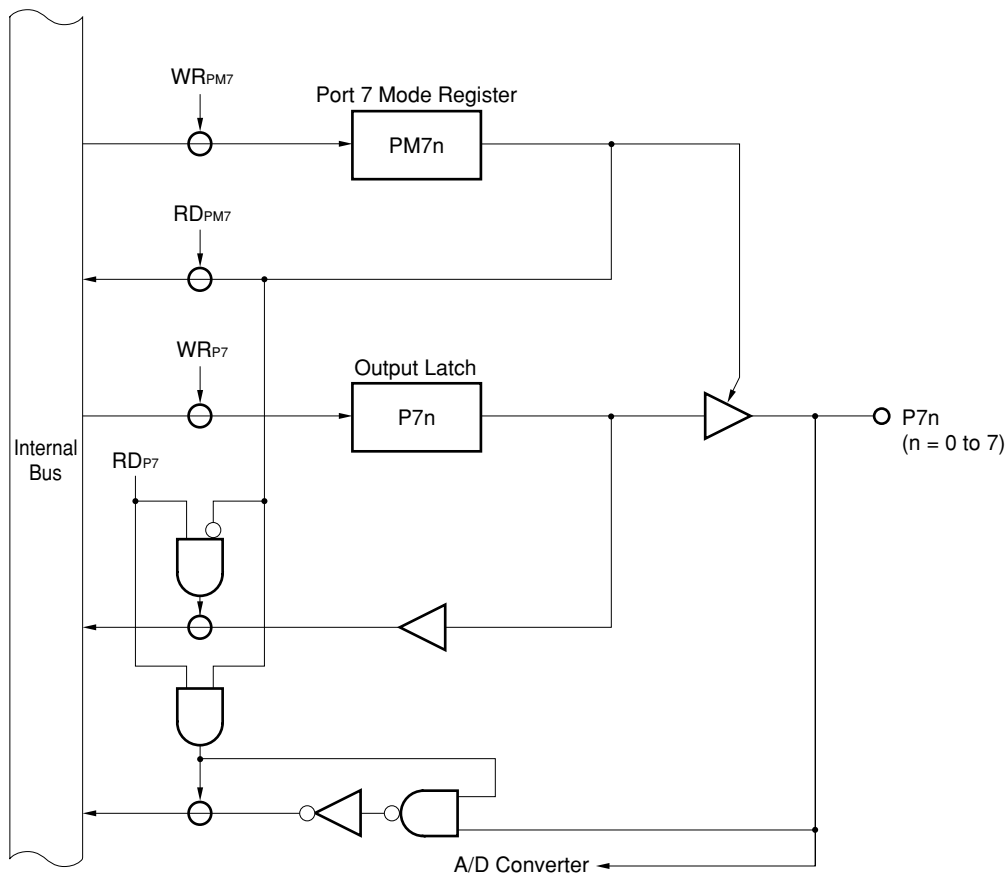 WRPM7
Port 7 Mode Register
PM7n
RDPM7
WRP7
Output Latch
P7n
P7n
(n = 0 to 7)
Internal
Bus
RDP7
A/D Converter